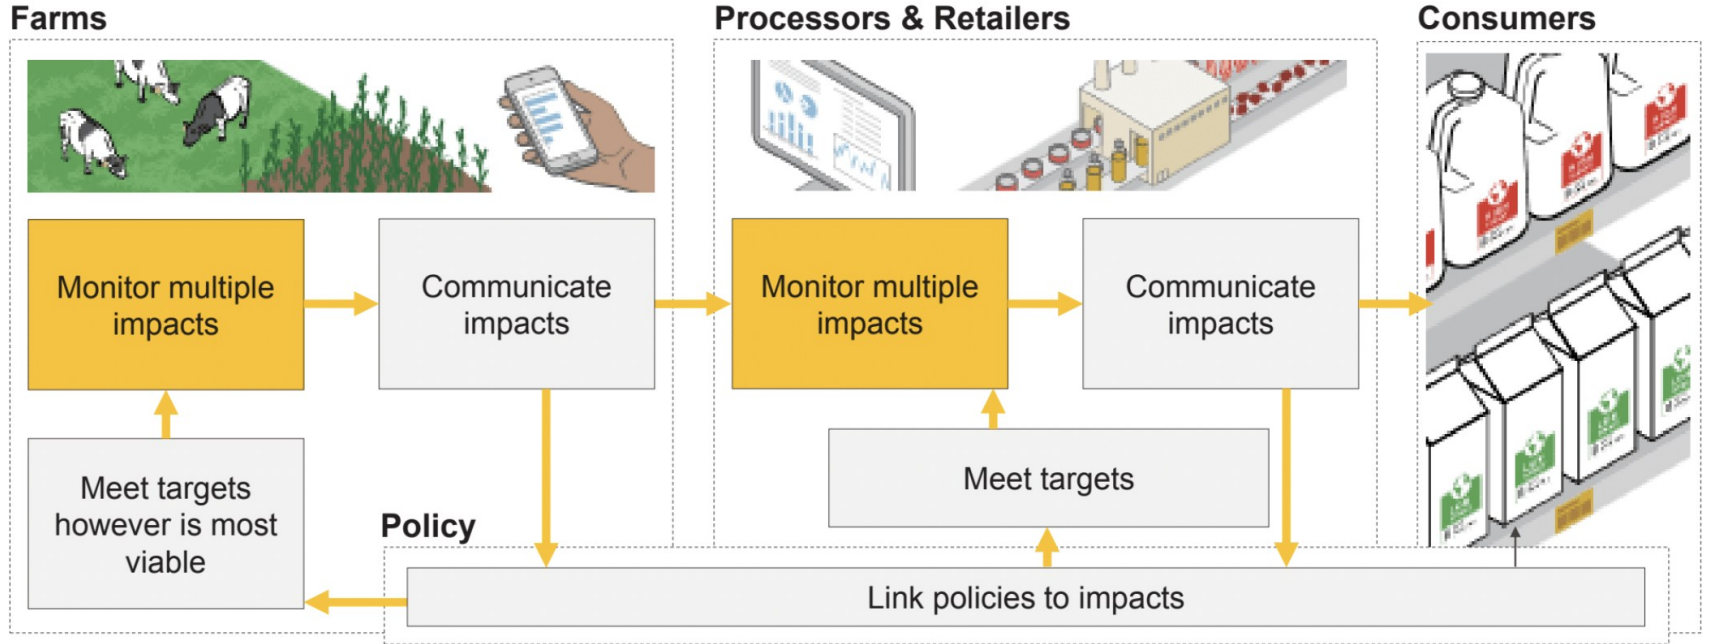 Farms
Processors & Retailers
Consumers
Monitor multiple
impacts
Communicate
impacts
Monitor multiple
impacts
Communicate
impacts
Meet targets
however is most
viable
Meet targets
Policy
Link policies to impacts